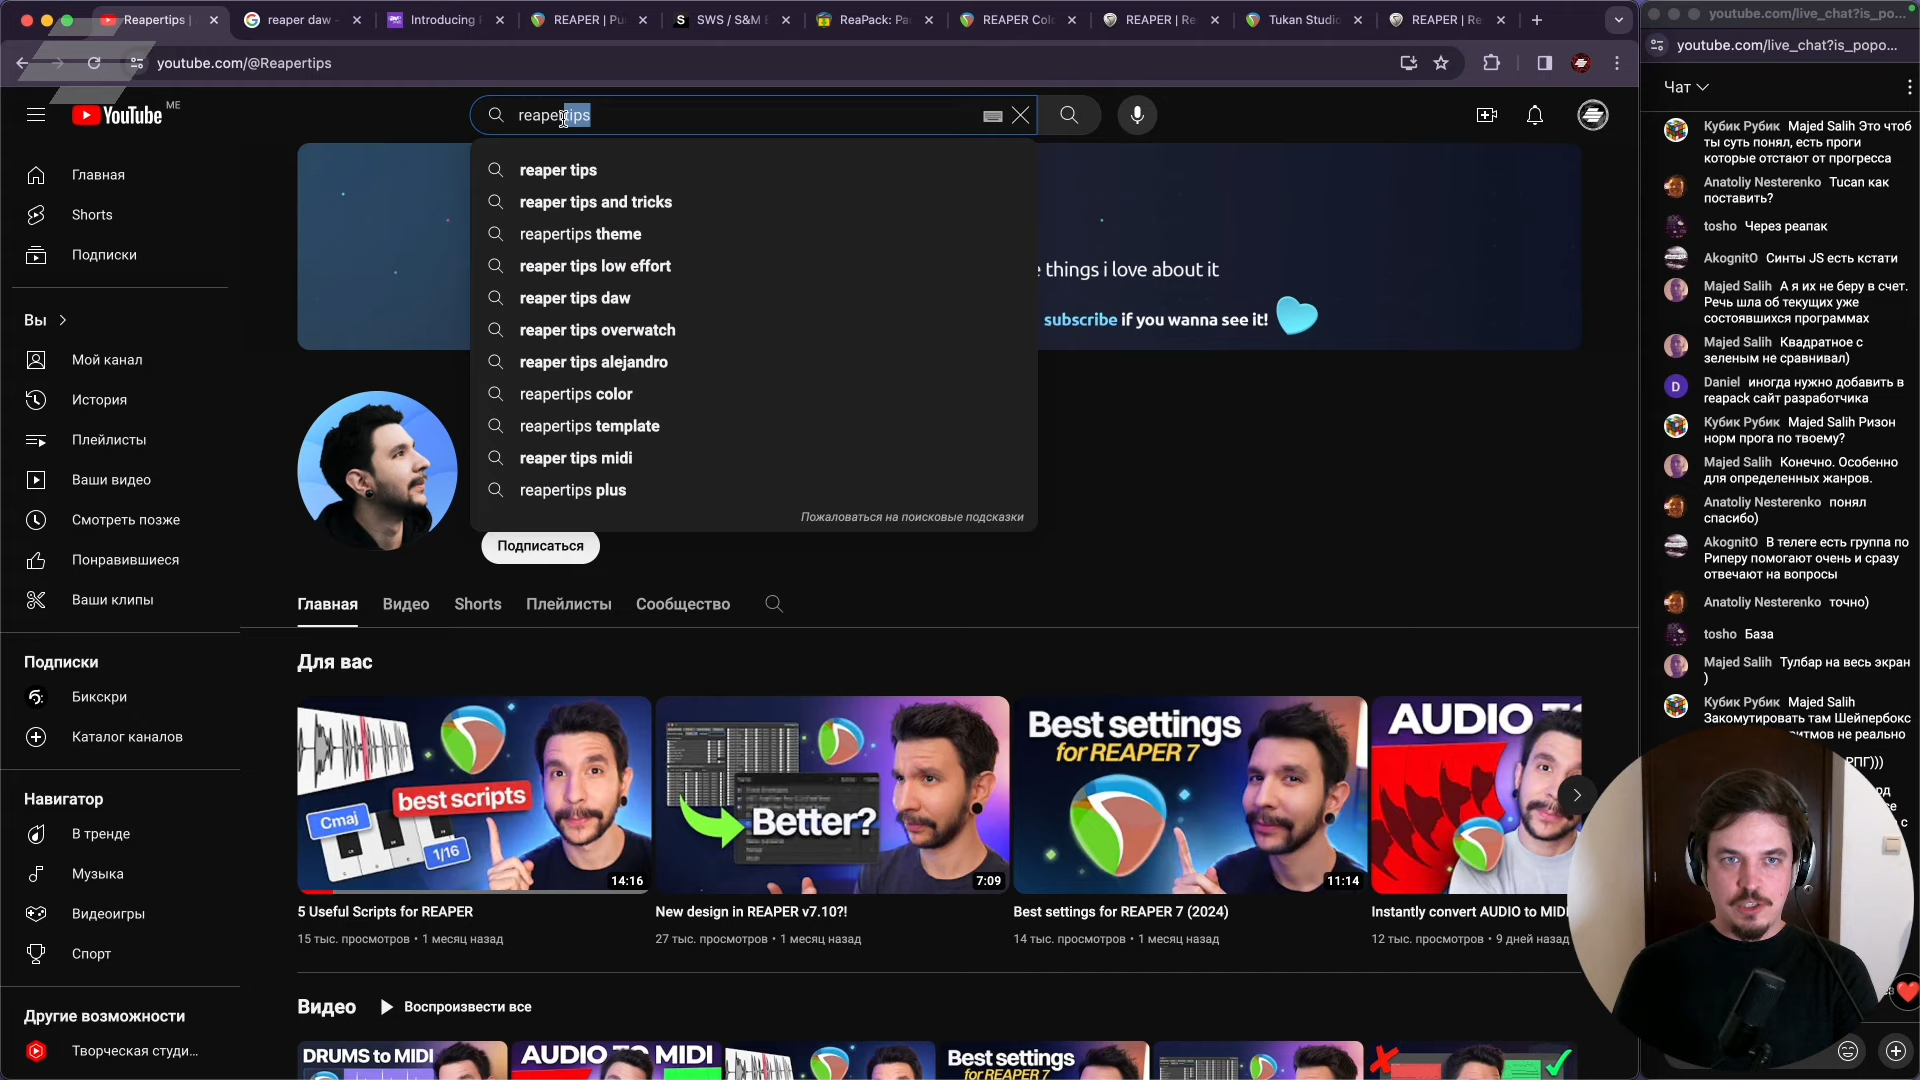 Reapertips |
reaper daw -
Introducing
REAPER | Pu
SWS / S&M E
ReaPack: Pa
REAPER Col
REAPER | Re
Tukan Studio
REAPER | Re
youtube.com/live_chat?is_po...
youtube.com/@Reapertips
youtube.com/live_chat?is_popo...
YouTube ME
reapertips
Чат
reaper tips
reaper tips and tricks
reapertips theme
reaper tips low effort
reaper tips daw
reaper tips overwatch
reaper tips alejandro
reapertips color
reapertips template
reaper tips midi
reapertips plus
Пожаловаться на поисковые подсказки
things i love about it
subscribe if you wanna see it!
Подписаться
Главная
Shorts
Подписки
Вы
Мой канал
История
Плейлисты
Ваши видео
Смотреть позже
Понравившиеся
Ваши клипы
Подписки
Бикскри
Каталог каналов
Навигатор
В тренде
Музыка
Видеоигры
Спорт
Другие возможности
Творческая студи...
Главная
Видео
Shorts
Плейлисты
Сообщество
Для вас
best scripts
Cmaj
1/16
14:16
Better?
7:09
Best settings
for REAPER 7
11:14
AUDIO TO
5 Useful Scripts for REAPER
15 тыс. просмотров • 1 месяц назад
New design in REAPER v7.10?!
27 тыс. просмотров • 1 месяц назад
Best settings for REAPER 7 (2024)
14 тыс. просмотров • 1 месяц назад
Instantly convert AUDIO to MIDI
12 тыс. просмотров • 9 дней назад
Видео
Воспроизвести все
DRUMS to MIDI
AUDIO TO MIDI
Best settings
for REAPER 7
Кубик Рубик Majed Salih Это чтоб
ты суть понял, есть проги
которые отстают от прогресса
Anatoliy Nesterenko Tucan как
поставить?
tosho Через реапак
AkognitO Синты JS есть кстати
Majed Salih А я их не беру в счет.
Речь шла об текущих уже
состоявшихся программах
Majed Salih Квадратное с
зеленым не сравнивал)
D
Daniel иногда нужно добавить в
reapack сайт разработчика
Кубик Рубик Majed Salih Ризон
норм прога по твоему?
Majed Salih Конечно. Особенно
для определенных жанров.
Anatoliy Nesterenko понял
спасибо)
AkognitO В телеге есть группа по
Риперу помогают очень и сразу
отвечают на вопросы
Anatoliy Nesterenko точно)
tosho База
Majed Salih Тулбар на весь экран
)
Кубик Рубик Majed Salih
Закомутировать там Шейпербокс
итмов не реально
РПГ)))